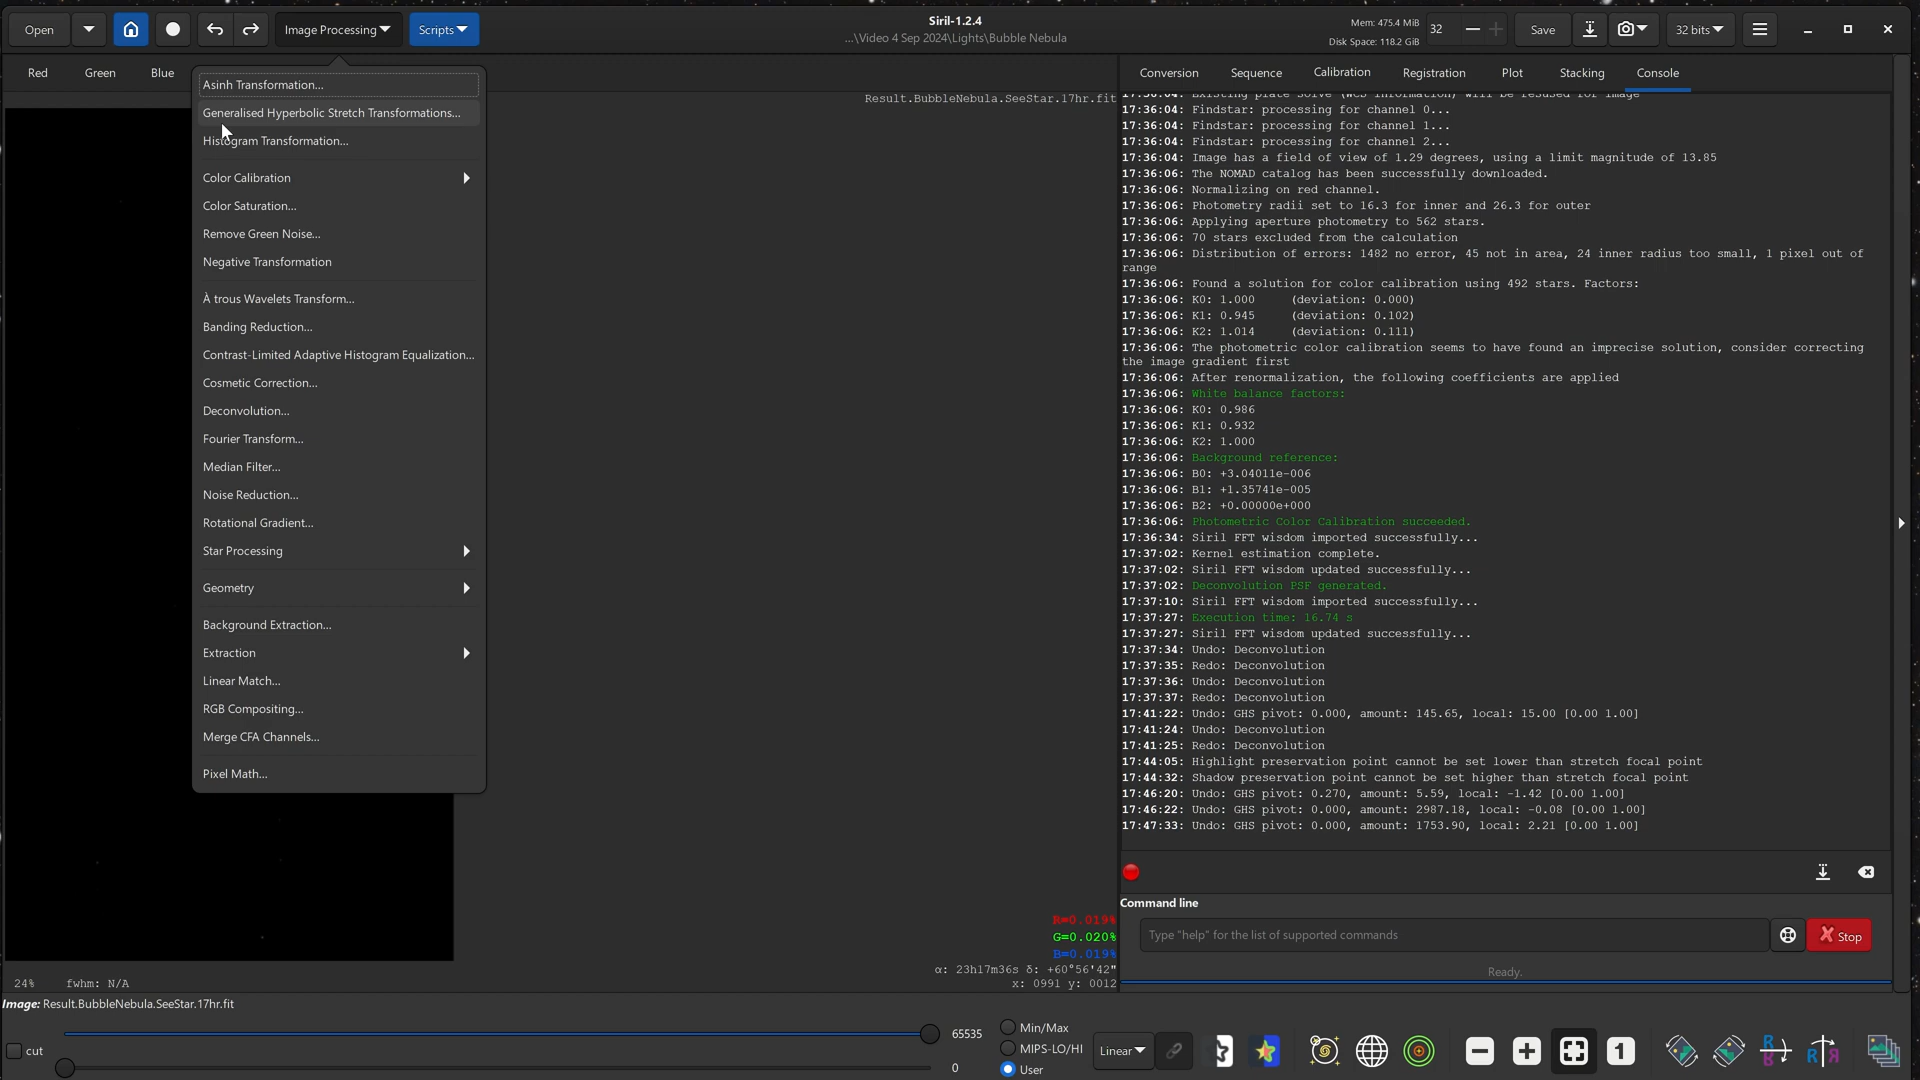 Open
Image Processing
Scripts
Siril-1.2.4
...\Video 4 Sep 2024\Lights\Bubble Nebula
Mem: 475.4 MiB
Disk Space: 118.2 GiB
32
Save
32 bits
Red
Green
Blue
Result.BubbleNebula.SeeStar.17hr.fit
Asinh Transformation...
Generalised Hyperbolic Stretch Transformations...
Histogram Transformation...
Color Calibration
Color Saturation...
Remove Green Noise...
Negative Transformation
À trous Wavelets Transform...
Banding Reduction...
Contrast-Limited Adaptive Histogram Equalization...
Cosmetic Correction...
Deconvolution...
Fourier Transform...
Median Filter...
Noise Reduction...
Rotational Gradient...
Star Processing
Geometry
Background Extraction...
Extraction
Linear Match...
RGB Compositing...
Merge CFA Channels...
Pixel Math...
R=0.019%
G=0.020%
B=0.019%
α: 23h17m36s δ: +60°56'42"
x: 0991 y: 0012
24%
fwhm: N/A
Conversion
Sequence
Calibration
Registration
Plot
Stacking
Console
17:36:04: Existing plate solve (WCS information) will be resused for image
17:36:04: Findstar: processing for channel 0...
17:36:04: Findstar: processing for channel 1...
17:36:04: Findstar: processing for channel 2...
17:36:04: Image has a field of view of 1.29 degrees, using a limit magnitude of 13.85
17:36:06: The NOMAD catalog has been successfully downloaded.
17:36:06: Normalizing on red channel.
17:36:06: Photometry radii set to 16.3 for inner and 26.3 for outer
17:36:06: Applying aperture photometry to 562 stars.
17:36:06: 70 stars excluded from the calculation
17:36:06: Distribution of errors: 1482 no error, 45 not in area, 24 inner radius too small, 1 pixel out of
range
17:36:06: Found a solution for color calibration using 492 stars. Factors:
17:36:06: K0: 1.000 (deviation: 0.000)
17:36:06: K1: 0.945 (deviation: 0.102)
17:36:06: K2: 1.014 (deviation: 0.111)
17:36:06: The photometric color calibration seems to have found an imprecise solution, consider correcting
the image gradient first
17:36:06: After renormalization, the following coefficients are applied
17:36:06: White balance factors:
17:36:06: K0: 0.986
17:36:06: K1: 0.932
17:36:06: K2: 1.000
17:36:06: Background reference:
17:36:06: B0: +3.04011e-006
17:36:06: B1: +1.35741e-005
17:36:06: B2: +0.00000e+000
17:36:06: Photometric Color Calibration succeeded.
17:36:34: Siril FFT wisdom imported successfully...
17:37:02: Kernel estimation complete.
17:37:02: Siril FFT wisdom updated successfully...
17:37:02: Deconvolution PSF generated.
17:37:10: Siril FFT wisdom imported successfully...
17:37:27: Execution time: 16.74 s
17:37:27: Siril FFT wisdom updated successfully...
17:37:34: Undo: Deconvolution
17:37:35: Redo: Deconvolution
17:37:36: Undo: Deconvolution
17:37:37: Redo: Deconvolution
17:41:22: Undo: GHS pivot: 0.000, amount: 145.65, local: 15.00 [0.00 1.00]
17:41:24: Undo: Deconvolution
17:41:25: Redo: Deconvolution
17:44:05: Highlight preservation point cannot be set lower than stretch focal point
17:44:32: Shadow preservation point cannot be set higher than stretch focal point
17:46:20: Undo: GHS pivot: 0.270, amount: 5.59, local: -1.42 [0.00 1.00]
17:46:22: Undo: GHS pivot: 0.000, amount: 2987.18, local: -0.08 [0.00 1.00]
17:47:33: Undo: GHS pivot: 0.000, amount: 1753.90, local: 2.21 [0.00 1.00]
Command line
Type "help" for the list of supported commands
Stop
Ready.
Image: Result.BubbleNebula.SeeStar.17hr.fit
cut
65535
0
Min/Max
MIPS-LO/HI
User
Linear
1